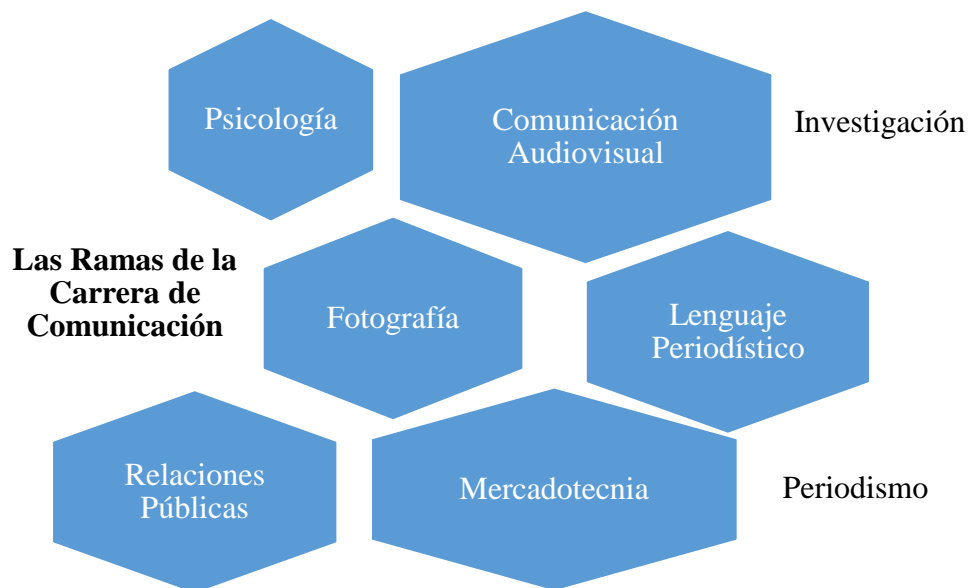 Psicología
Comunicación
Audiovisual
Investigación
Las Ramas de la
Carrera de
Comunicación
Fotografía
Lenguaje
Periodístico
Relaciones
Públicas
Mercadotecnia
Periodismo